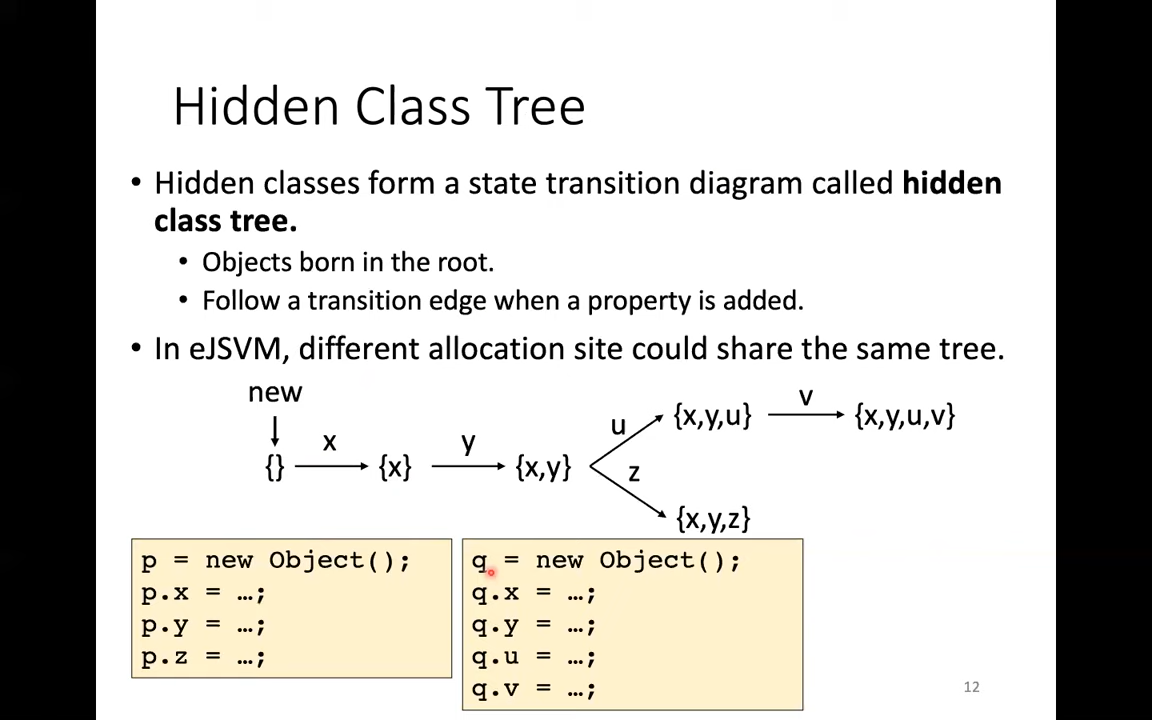 Hidden Class Tree
• Hidden classes form a state transition diagram called hidden
class tree.
• Objects born in the root.
• Follow a transition edge when a property is added.
• In eJSVM, different allocation site could share the same tree.
new
{} x {x} y {x,y}
u {x,y,u} v {x,y,u,v}
z {x,y,z}
p = new Object();
p.x = …;
p.y = …;
p.z = …;
q = new Object();
q.x = …;
q.y = …;
q.u = …;
q.v = …;
12